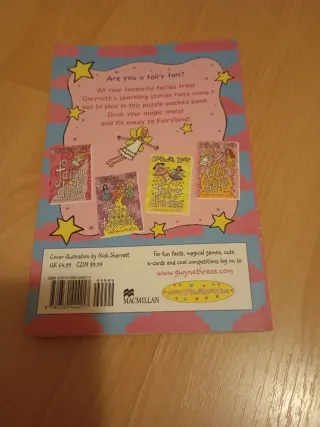 Are you a fairy fan?
All your favourite fairies from
Gwyneth's sparkling stories have come
out to play in this puzzle-packed book.
Grab your magic wand
and fly away to Fairyland!
Fairy
Cover illustration by Nick Sharratt
UK £4.99 CDN $9.99
For fun facts, magical games, cute
e-cards and cool competitions log on to
www.gwynethrees.com
MACMILLAN